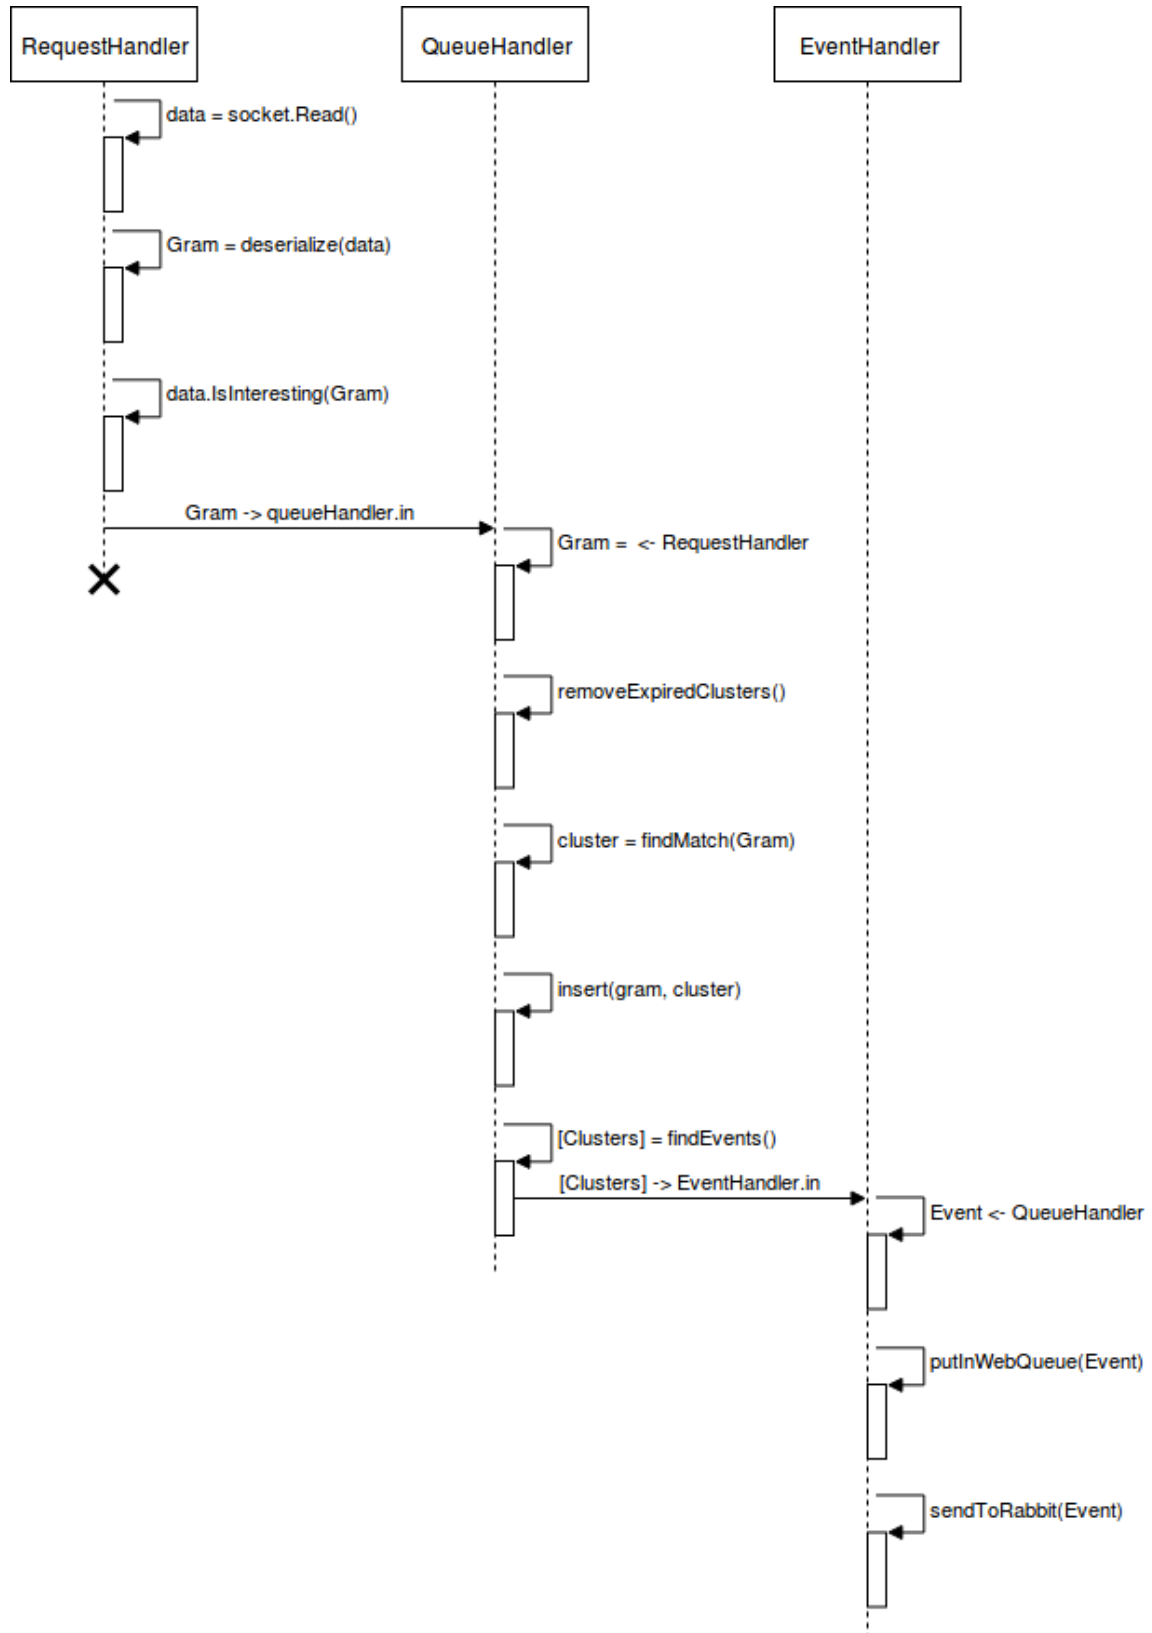 RequestHandler
QueueHandler
EventHandler
data = socket.Read()
Gram = deserialize(data)
data.IsInteresting(Gram)
Gram -> queueHandler.in
Gram =  <- RequestHandler
removeExpiredClusters()
cluster = findMatch(Gram)
insert(gram, cluster)
[Clusters] = findEvents()
[Clusters] -> EventHandler.in
Event <- QueueHandler
putInWebQueue(Event)
sendToRabbit(Event)